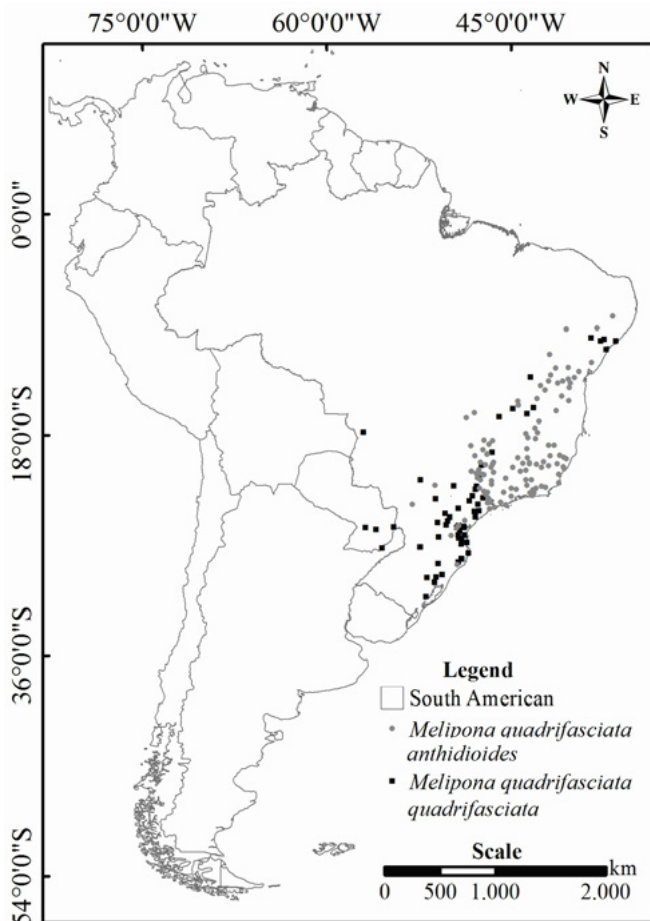 75°0'0"W 60°0'0"W 45°0'0"W
N
W E
S
0°0'0"
18°0'0"S
36°0'0"S
54°0'0"S
Legend
South American
Melipona quadrifasciata
anthidioides
Melipona quadrifasciata
quadrifasciata
Scale
km
0 500 1.000 2.000